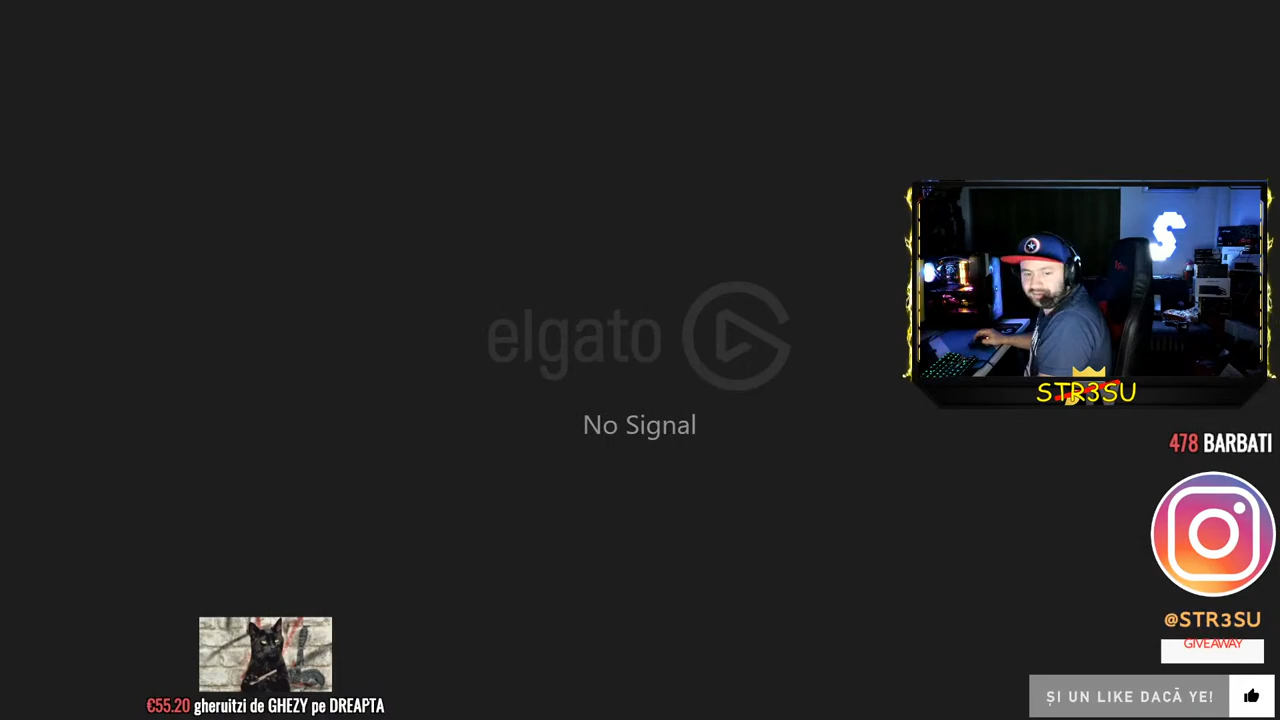 elgato
No Signal
STR3SU
478 BARBATI
@STR3SU
GIVEAWAY
€55.20 gheruitzi de GHEZY pe DREAPTA
ȘI UN LIKE DACĂ YE!